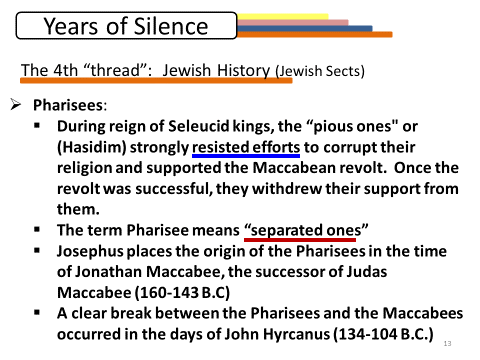 Years of Silence
The 4th “thread”: Jewish History (Jewish Sects)
➢ Pharisees:
▪ During reign of Seleucid kings, the “pious ones" or
(Hasidim) strongly resisted efforts to corrupt their
religion and supported the Maccabean revolt. Once the
revolt was successful, they withdrew their support from
them.
▪ The term Pharisee means “separated ones”
▪ Josephus places the origin of the Pharisees in the time
of Jonathan Maccabee, the successor of Judas
Maccabee (160-143 B.C)
▪ A clear break between the Pharisees and the Maccabees
occurred in the days of John Hyrcanus (134-104 B.C.)
13